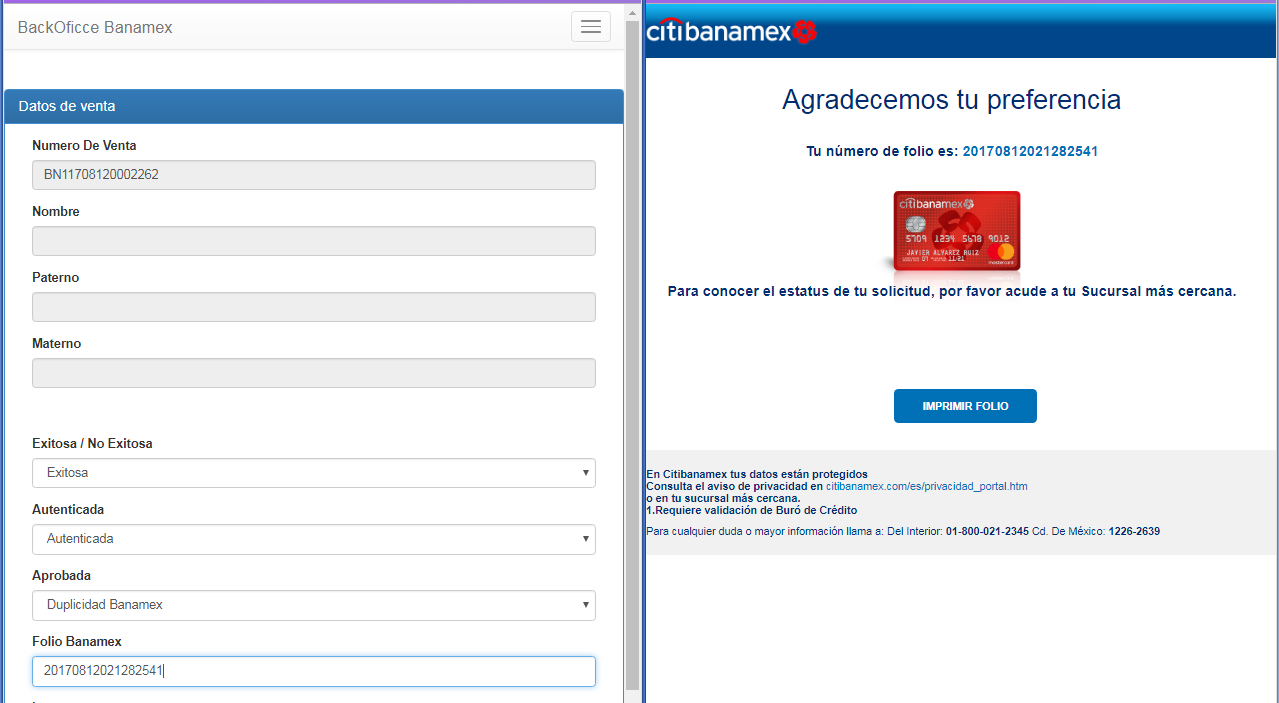 BackOficce Banamex
Datos de venta
Numero De Venta
BN11708120002262
Nombre
Paterno
Materno
Exitosa / No Exitosa
Exitosa
Autenticada
Autenticada
Aprobada
Duplicidad Banamex
Folio Banamex
20170812021282541
citibanamex
Agradecemos tu preferencia
Tu número de folio es: 20170812021282541
citibanamex
5709 1234 5678 9012
JAVIER ALVAREZ RUIZ
mastercard
Para conocer el estatus de tu solicitud, por favor acude a tu Sucursal más cercana.
IMPRIMIR FOLIO
En Citibanamex tus datos están protegidos
Consulta el aviso de privacidad en citibanamex.com/es/privacidad_portal.htm
o en tu sucursal más cercana.
1.Requiere validación de Buró de Crédito
Para cualquier duda o mayor información llama a: Del Interior: 01-800-021-2345 Cd. De México: 1226-2639